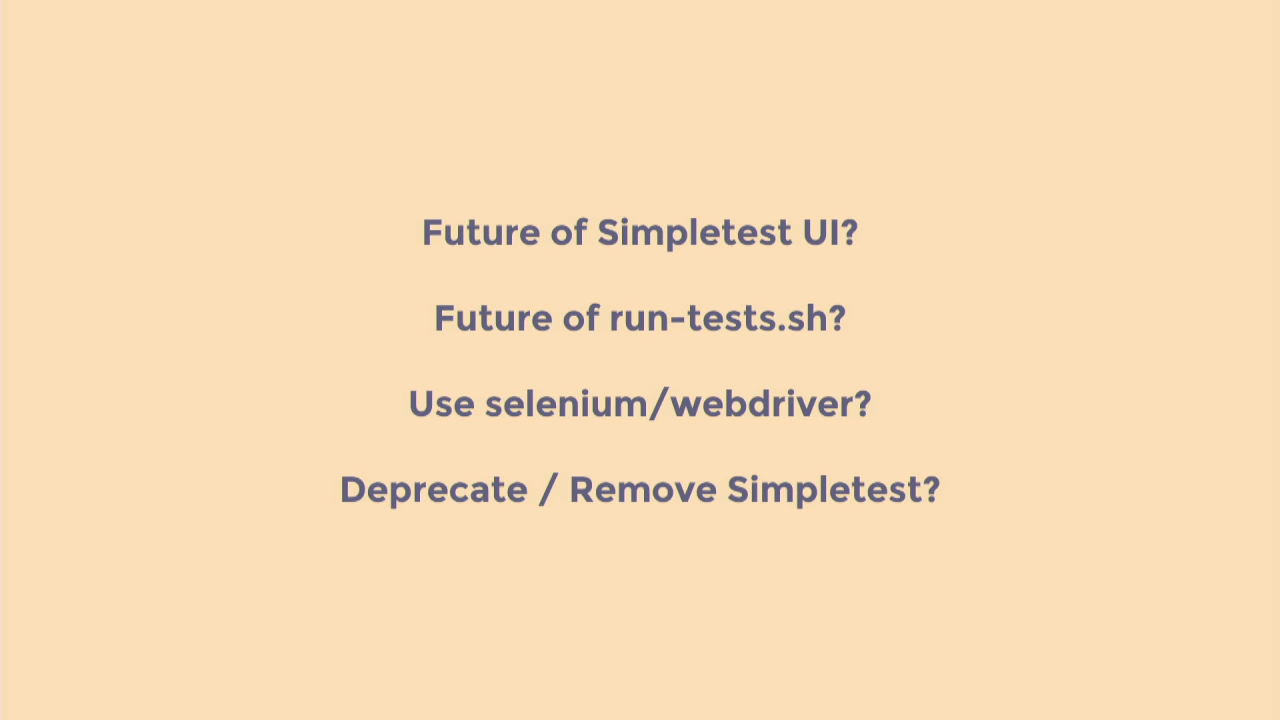 Future of Simpletest UI?
Future of run-tests.sh?
Use selenium/webdriver?
Deprecate / Remove Simpletest?